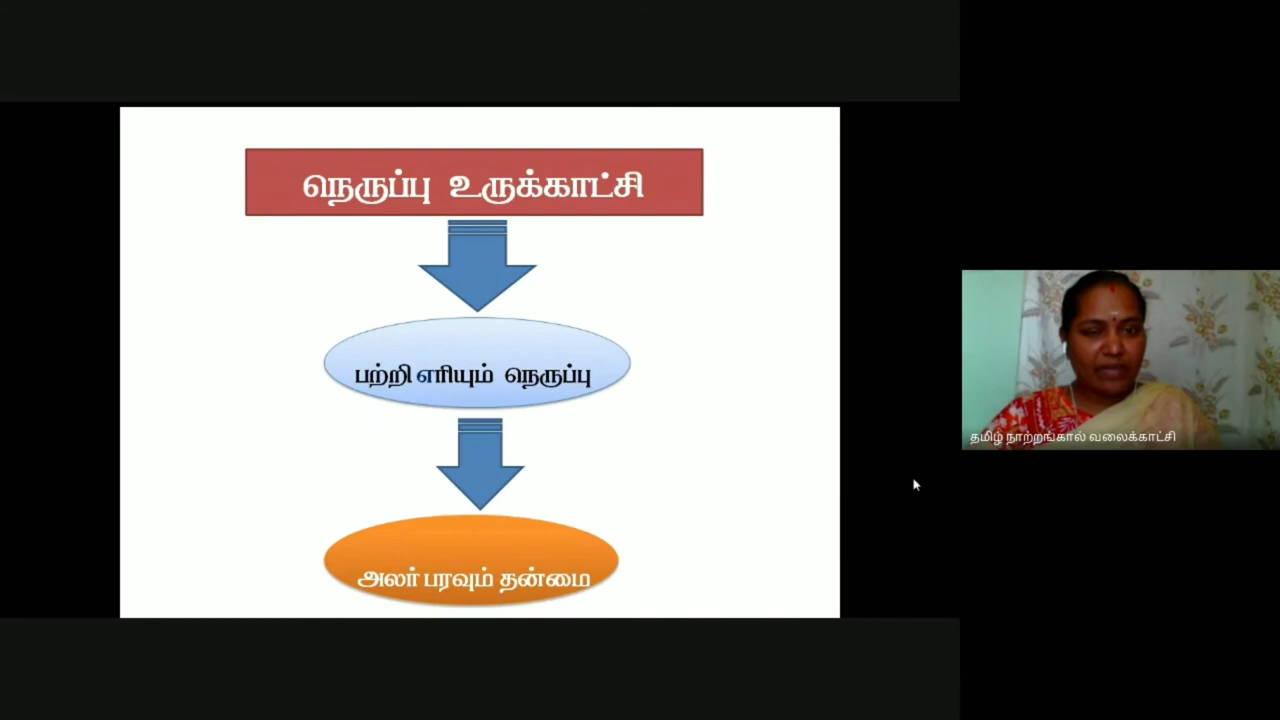 நெருப்பு உருக்காட்சி
பற்றி எரியும் நெருப்பு
அலர் பரவும் தன்மை
தமிழ் நாற்றங்கால் வலைக்காட்சி